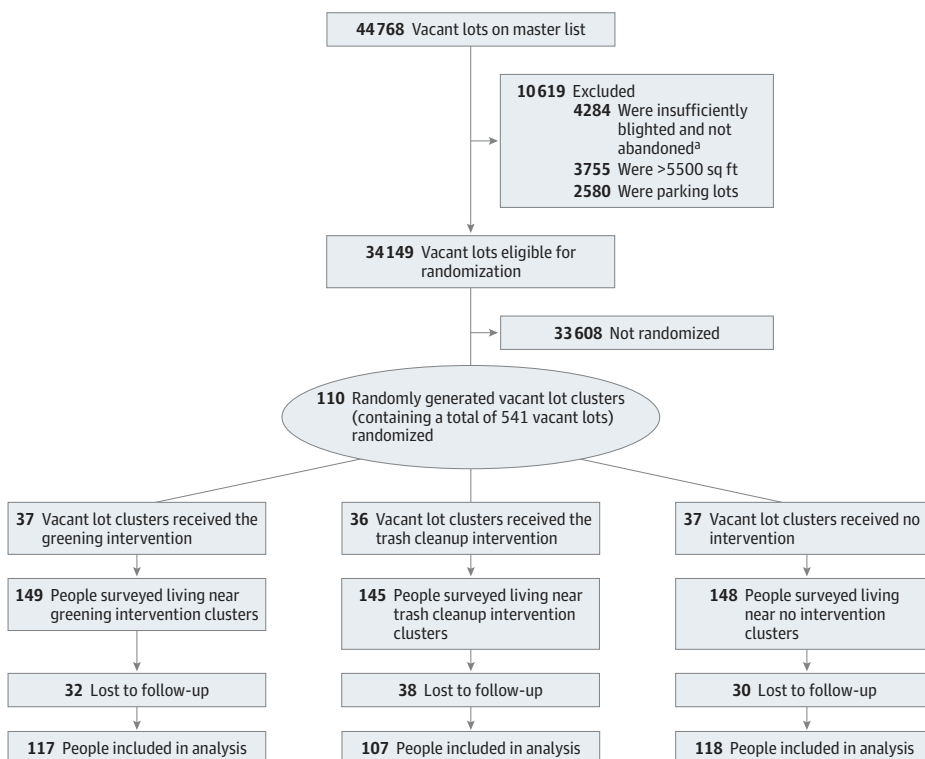 44768 Vacant lots on master list
10619 Excluded
4284 Were insufficiently
blighted and not
abandonedᵃ
3755 Were >5500 sq ft
2580 Were parking lots
34149 Vacant lots eligible for
randomization
33608 Not randomized
110 Randomly generated vacant lot clusters
(containing a total of 541 vacant lots)
randomized
37 Vacant lot clusters received the
greening intervention
36 Vacant lot clusters received the
trash cleanup intervention
37 Vacant lot clusters received no
intervention
149 People surveyed living near
greening intervention clusters
145 People surveyed living near
trash cleanup intervention
clusters
148 People surveyed living
near no intervention
clusters
32 Lost to follow-up
38 Lost to follow-up
30 Lost to follow-up
117 People included in analysis
107 People included in analysis
118 People included in analysis